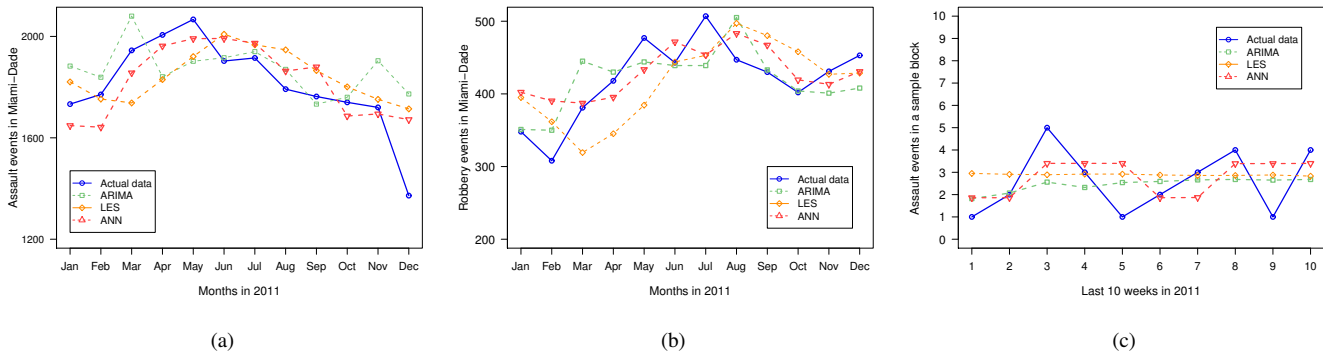 Assault events in Miami-Dade
2000
1600
1200
Actual data
ARIMA
LES
ANN
Jan Feb Mar Apr May Jun Jul Aug Sep Oct Nov Dec
Months in 2011
(a)
Robbery events in Miami-Dade
500
400
300
200
Actual data
ARIMA
LES
ANN
Jan Feb Mar Apr May Jun Jul Aug Sep Oct Nov Dec
Months in 2011
(b)
Assault events in a sample block
10
9
8
7
6
5
4
3
2
1
0
Actual data
ARIMA
LES
ANN
1 2 3 4 5 6 7 8 9 10
Last 10 weeks in 2011
(c)